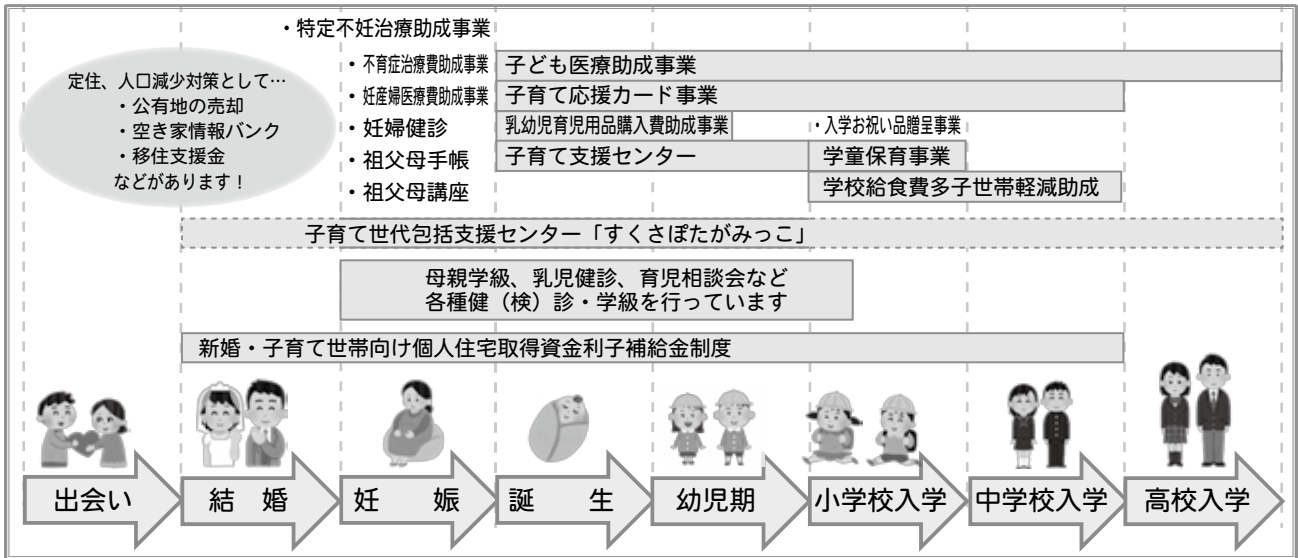 ・特定不妊治療助成事業
定住、人口減少対策として…
・公有地の売却
・空き家情報バンク
・移住支援金
などがあります！
・不育症治療費助成事業
・妊産婦医療費助成事業
・妊婦健診
・祖父母手帳
・祖父母講座
子ども医療助成事業
子育て応援カード事業
乳幼児育児用品購入費助成事業
・入学お祝い品贈呈事業
子育て支援センター
学童保育事業
学校給食費多子世帯軽減助成
子育て世代包括支援センター「すくさぽたがみっこ」
母親学級、乳児健診、育児相談会など
各種健（検）診・学級を行っています
新婚・子育て世帯向け個人住宅取得資金利子補給金制度
出会い
結　婚
妊　　娠
誕　　生
幼児期
小学校入学
中学校入学
高校入学